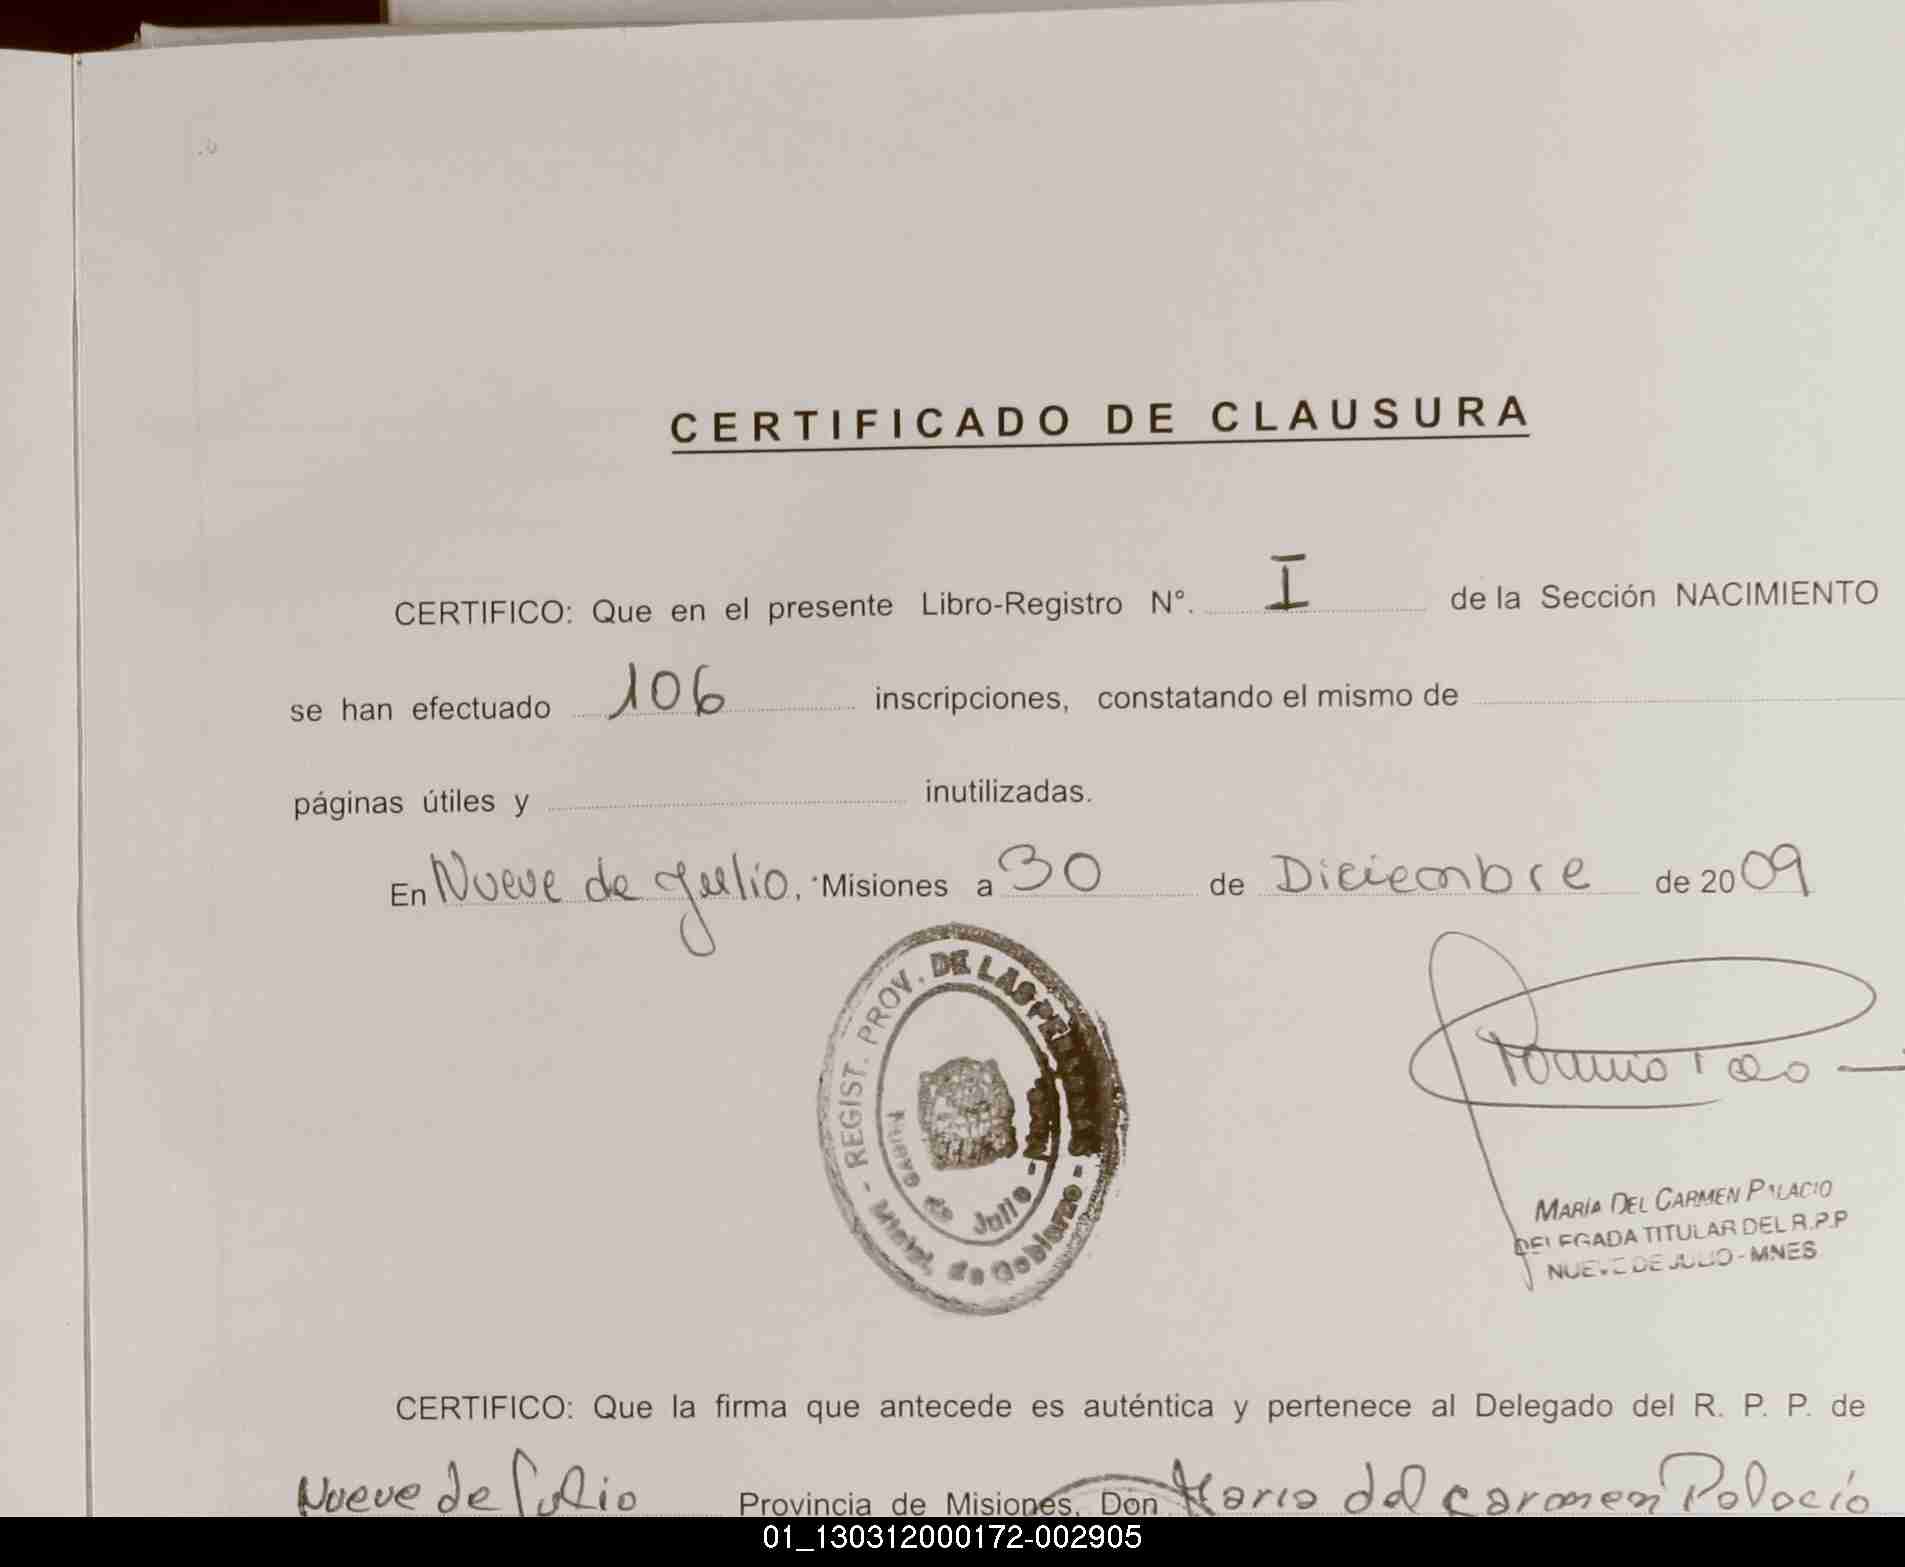 CERTIFICADO DE CLAUSURA
CERTIFICO: Que en el presente Libro-Registro N°. I de la Sección NACIMIENTO
se han efectuado 106 inscripciones, constatando el mismo de
páginas útiles y inutilizadas.
En Nueve de Julio, Misiones a 30 de Diciembre de 2009
REGIST. PROV. DE LAS PERSONAS - Minist. de Gobierno -
Nueve de Julio -
MARÍA DEL CARMEN PALACIO
DELEGADA TITULAR DEL R.P.P
NUEVE DE JULIO - MNES
CERTIFICO: Que la firma que antecede es auténtica y pertenece al Delegado del R. P. P. de
Nueve de Julio Provincia de Misiones, Don Maria del Carmen Palacio
01_130312000172-002905